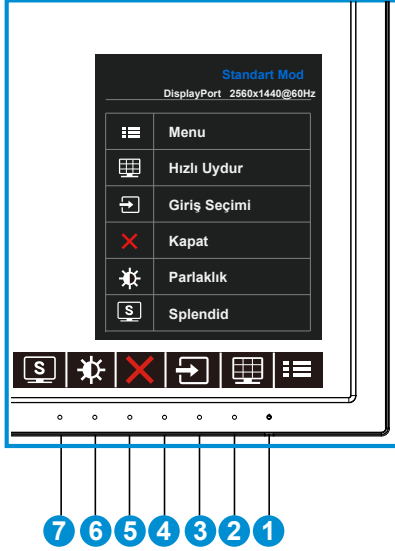 Standart Mod
DisplayPort 2560x1440@60Hz
Menu
Hızlı Uydur
Giriş Seçimi
Kapat
Parlaklık
S Splendid
S
7 6 5 4 3 2 1